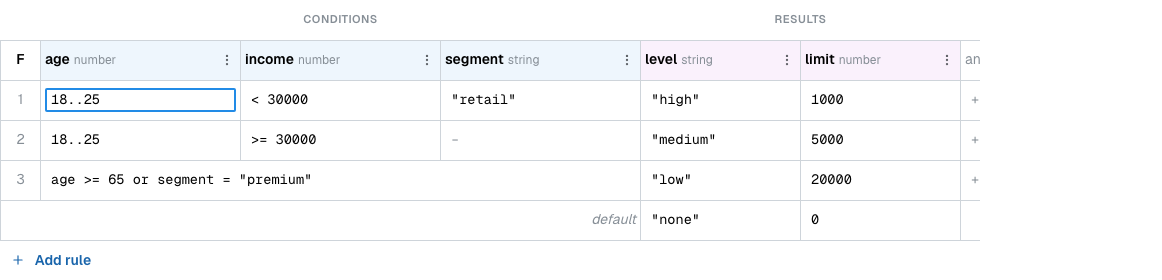 CONDITIONS RESULTS
F age number ⋮ income number ⋮ segment string ⋮ level string ⋮ limit number ⋮ an
1 18..25 < 30000 "retail" "high" 1000 +
2 18..25 >= 30000 – "medium" 5000 +
3 age >= 65 or segment = "premium" "low" 20000 +
default "none" 0
+ Add rule